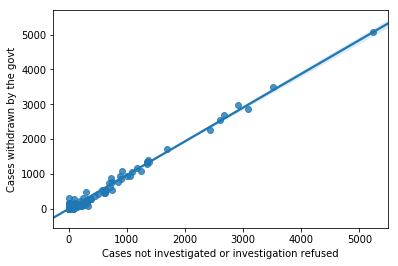 Cases withdrawn by the govt
5000
4000
3000
2000
1000
0
0 1000 2000 3000 4000 5000
Cases not investigated or investigation refused